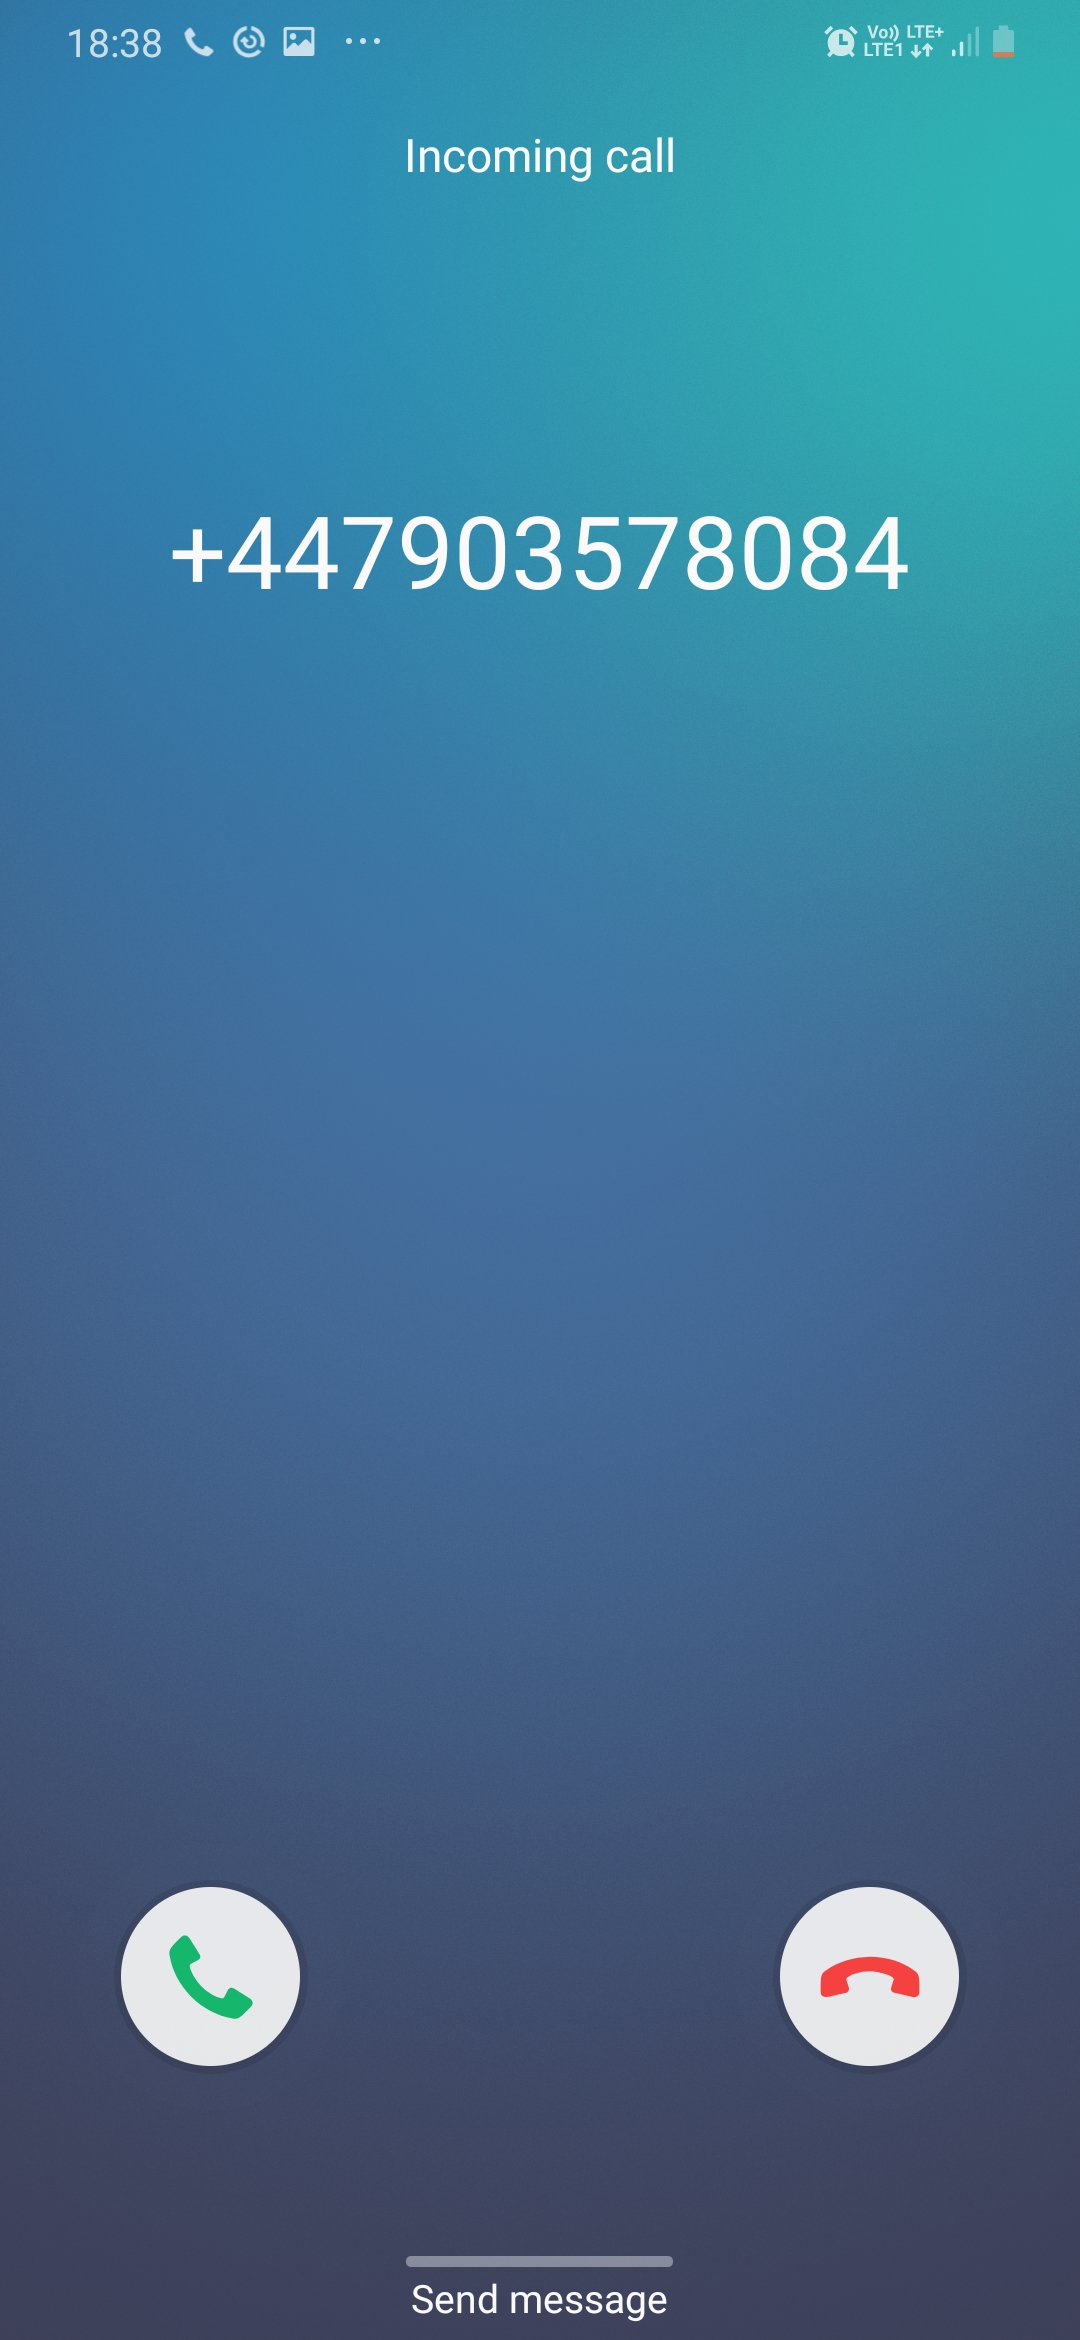 18:38
Vo)) LTE+
LTE1
Incoming call
+447903578084
Send message